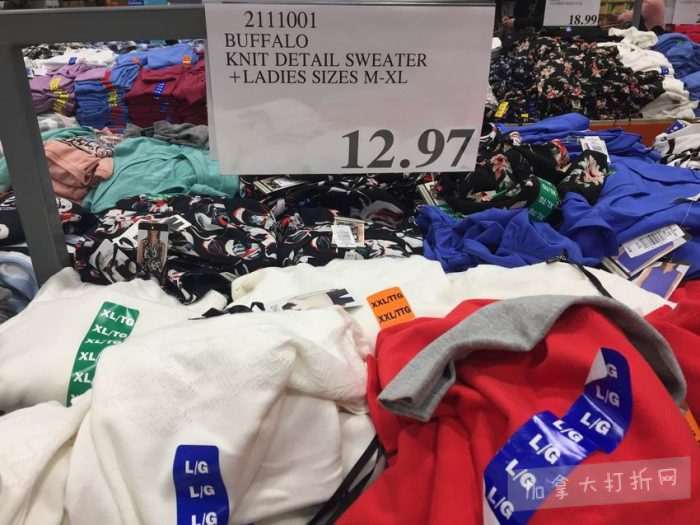 18.99
2111001
BUFFALO
KNIT DETAIL SWEATER
+LADIES SIZES M-XL
12.97
XL/TG
XL/TG
XL/TG
XL/TG
XXL/TTG
XXL/TTG
L/G
L/G
L/G
L/G
L/G
L/G
L/G
L/G
L/G
加拿大打折网